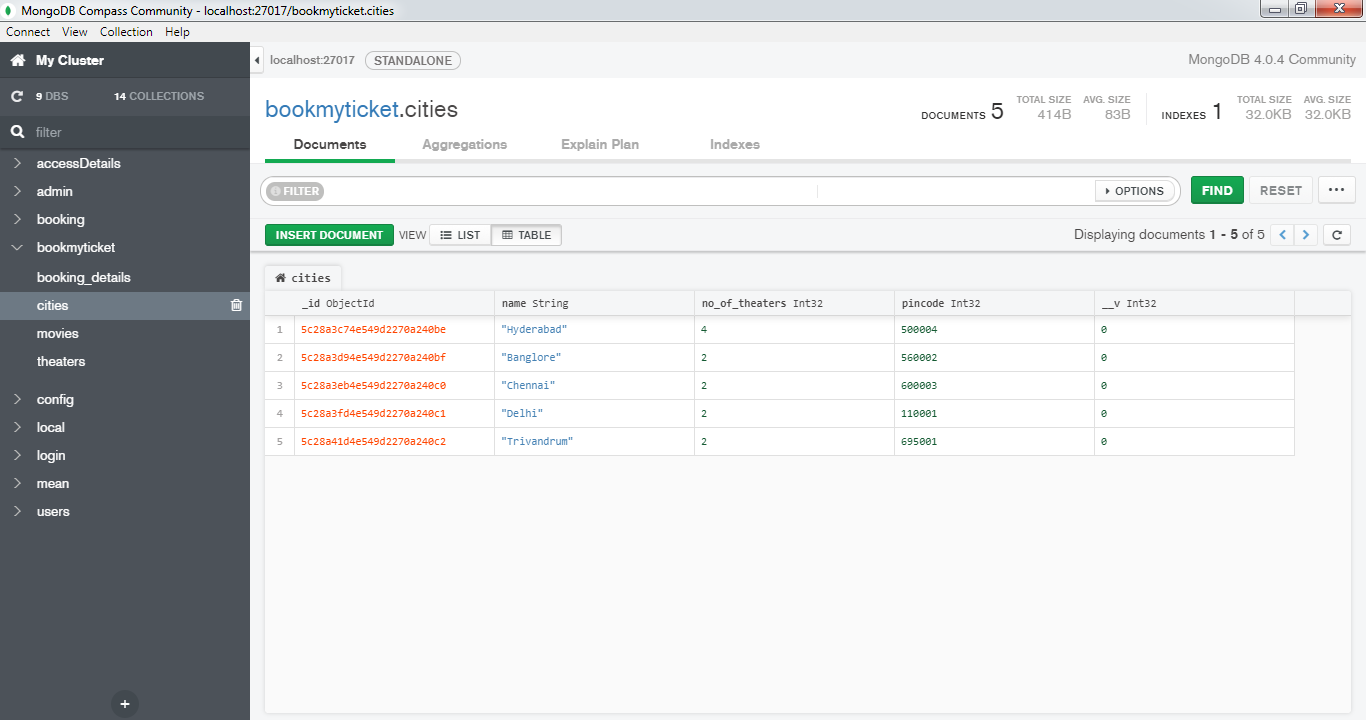 MongoDB Compass Community - localhost:27017/bookmyticket.cities
Connect View Collection Help
My Cluster
localhost:27017 STANDALONE
MongoDB 4.0.4 Community
9 DBS 14 COLLECTIONS
filter
accessDetails
admin
booking
bookmyticket
booking_details
cities
movies
theaters
config
local
login
mean
users
bookmyticket.cities
DOCUMENTS 5 TOTAL SIZE 414B AVG. SIZE 83B INDEXES 1 TOTAL SIZE 32.0KB AVG. SIZE 32.0KB
Documents Aggregations Explain Plan Indexes
FILTER OPTIONS FIND RESET ...
INSERT DOCUMENT VIEW LIST TABLE Displaying documents 1 - 5 of 5
cities
_id ObjectId name String no_of_theaters Int32 pincode Int32 __v Int32
1 5c28a3c74e549d2270a240be "Hyderabad" 4 500004 0
2 5c28a3d94e549d2270a240bf "Banglore" 2 560002 0
3 5c28a3eb4e549d2270a240c0 "Chennai" 2 600003 0
4 5c28a3fd4e549d2270a240c1 "Delhi" 2 110001 0
5 5c28a41d4e549d2270a240c2 "Trivandrum" 2 695001 0